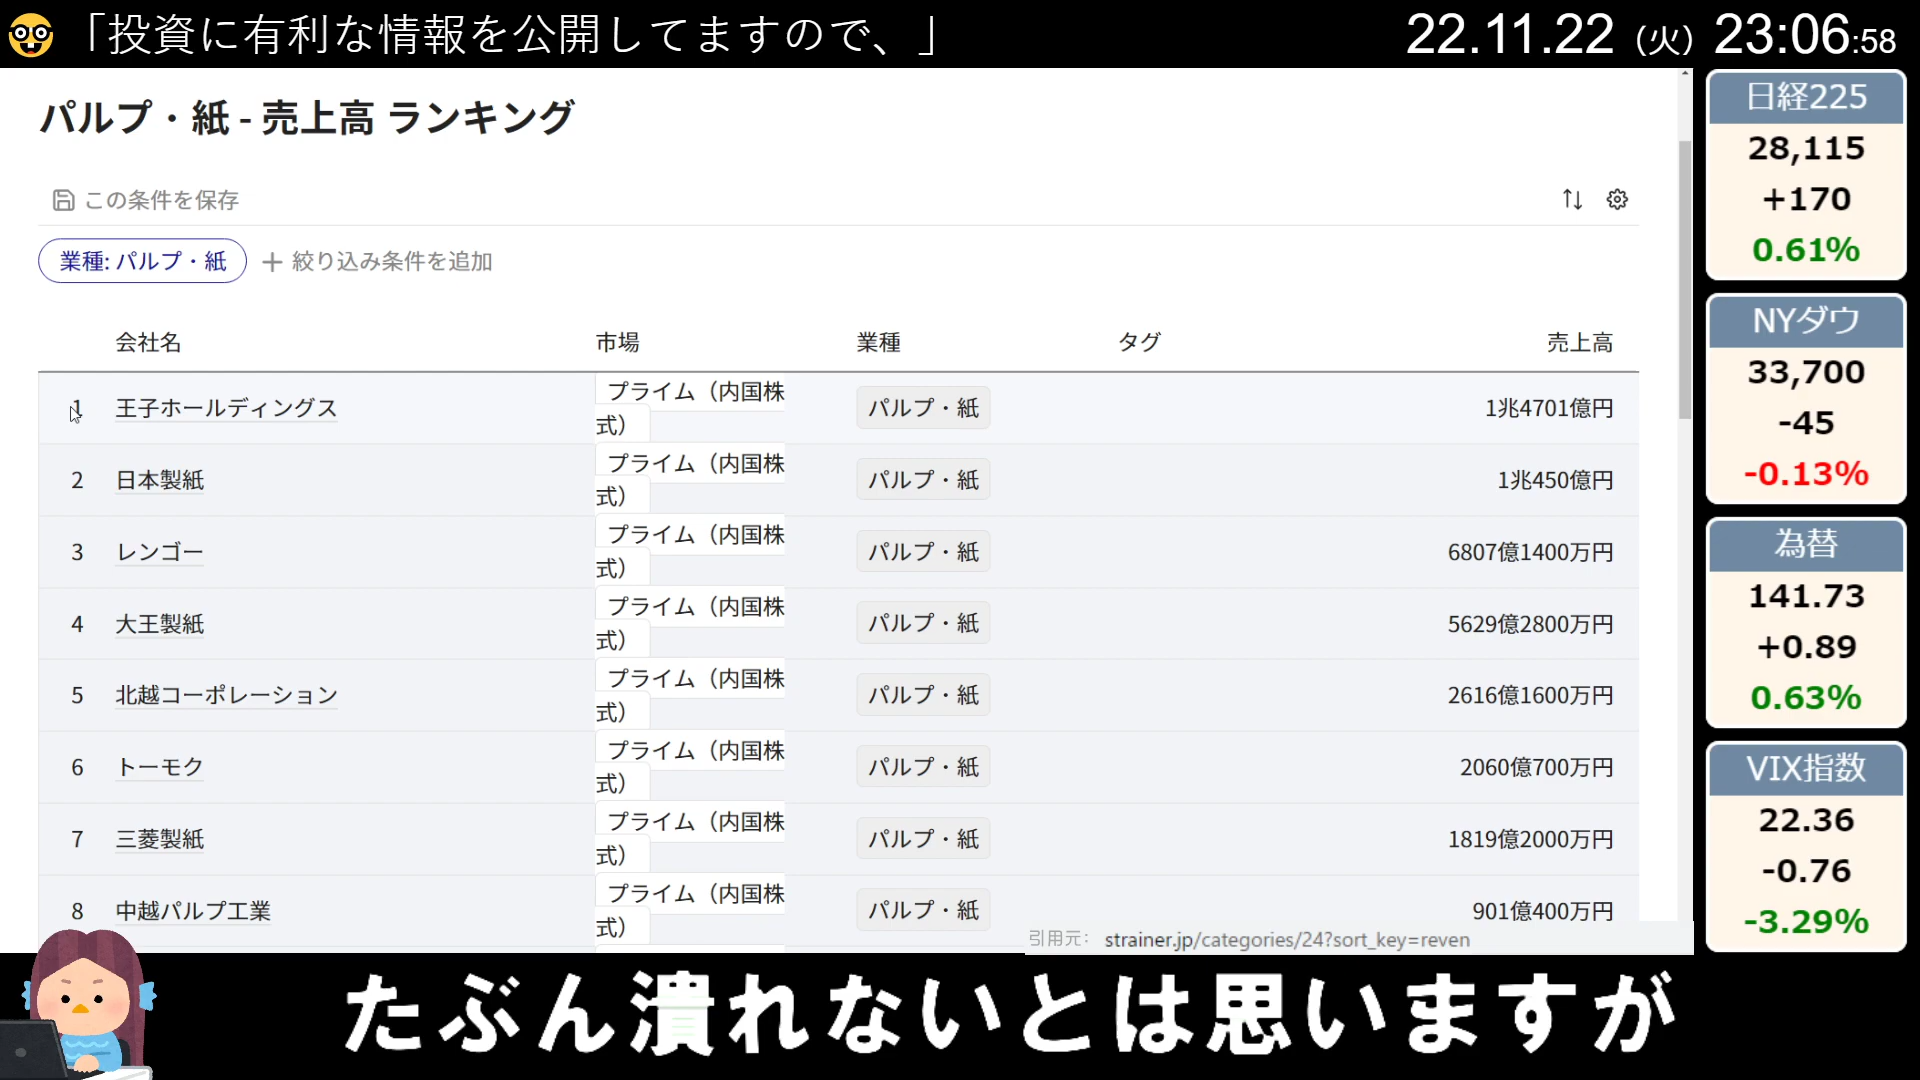 「投資に有利な情報を公開してますので、」
22.11.22 (火) 23:06:58
パルプ・紙 - 売上高 ランキング
この条件を保存
業種: パルプ・紙 + 絞り込み条件を追加
会社名 市場 業種 タグ 売上高
1 王子ホールディングス プライム（内国株式） パルプ・紙 1兆4701億円
2 日本製紙 プライム（内国株式） パルプ・紙 1兆450億円
3 レンゴー プライム（内国株式） パルプ・紙 6807億1400万円
4 大王製紙 プライム（内国株式） パルプ・紙 5629億2800万円
5 北越コーポレーション プライム（内国株式） パルプ・紙 2616億1600万円
6 トーモク プライム（内国株式） パルプ・紙 2060億700万円
7 三菱製紙 プライム（内国株式） パルプ・紙 1819億2000万円
8 中越パルプ工業 プライム（内国株式） パルプ・紙 901億400万円
引用元： strainer.jp/categories/24?sort_key=reven
日経225
28,115
+170
0.61%
NYダウ
33,700
-45
-0.13%
為替
141.73
+0.89
0.63%
VIX指数
22.36
-0.76
-3.29%
たぶん潰れないとは思いますが